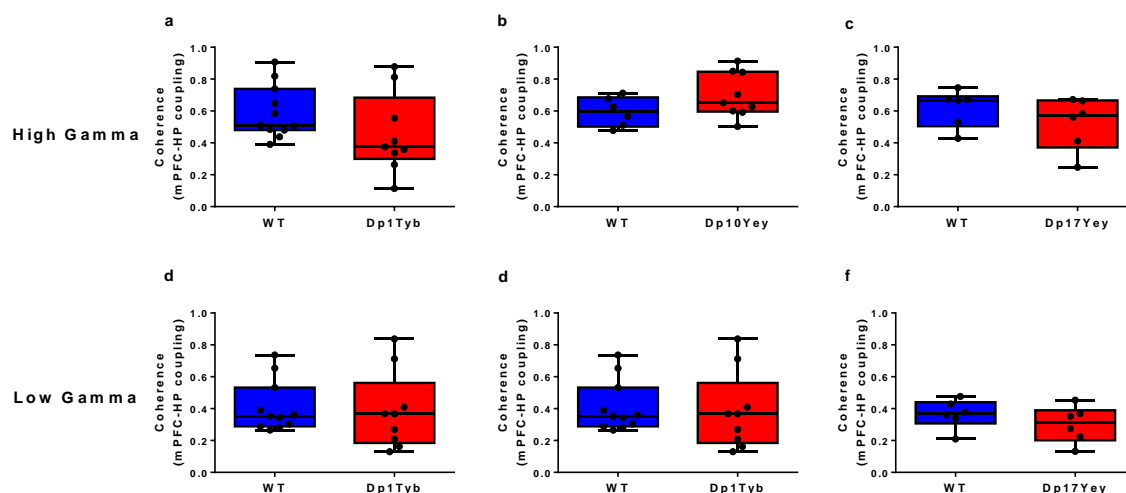 a
b
c
High Gamma
Coherence
(mPFC-HP coupling)
1.0
0.8
0.6
0.4
0.2
0.0
WT
Dp1Tyb
Coherence
(mPFC-HP coupling)
1.0
0.8
0.6
0.4
0.2
0.0
WT
Dp10Yey
Coherence
(mPFC-HP coupling)
1.0
0.8
0.6
0.4
0.2
0.0
WT
Dp17Yey
d
d
f
Low Gamma
Coherence
(mPFC-HP coupling)
1.0
0.8
0.6
0.4
0.2
0.0
WT
Dp1Tyb
Coherence
(mPFC-HP coupling)
1.0
0.8
0.6
0.4
0.2
0.0
WT
Dp1Tyb
Coherence
(mPFC-HP coupling)
1.0
0.8
0.6
0.4
0.2
0.0
WT
Dp17Yey